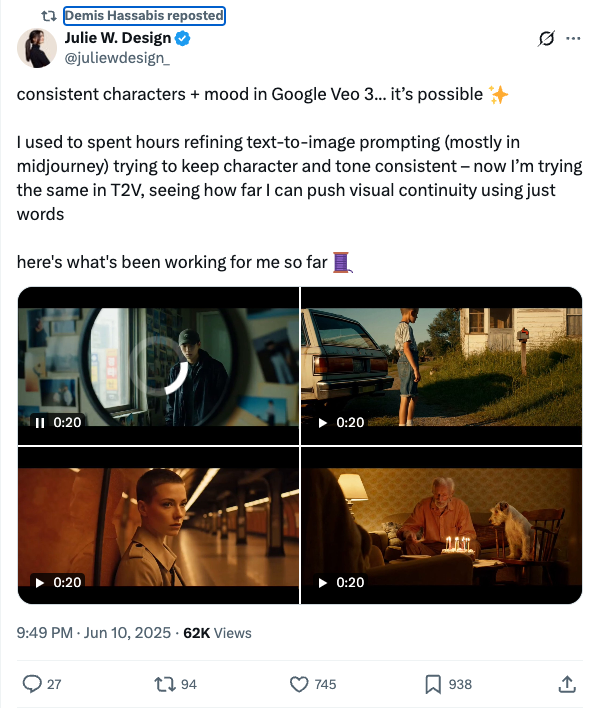 Demis Hassabis reposted
Julie W. Design
@juliewdesign_
consistent characters + mood in Google Veo 3... it's possible ✨
I used to spent hours refining text-to-image prompting (mostly in
midjourney) trying to keep character and tone consistent – now I'm trying
the same in T2V, seeing how far I can push visual continuity using just
words
here's what's been working for me so far 🧵
0:20
0:20
0:20
0:20
9:49 PM · Jun 10, 2025 · 62K Views
27 94 745 938